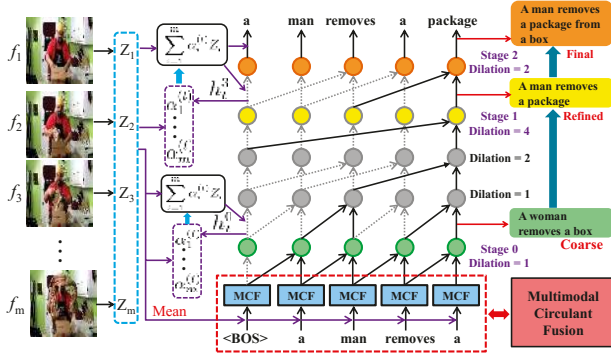 a man removes a package
A man removes
a package from
a box
Final
Stage 2
Dilation = 2
f1
Z1
f2
Z2
A man removes
a package
Refined
Stage 1
Dilation = 4
Dilation = 2
f3
Z3
Dilation = 1
A woman
removes a box
Coarse
Stage 0
Dilation = 1
fm
Zm
Mean
MCF MCF MCF MCF MCF
Multimodal
Circulant
Fusion
<BOS> a man removes a